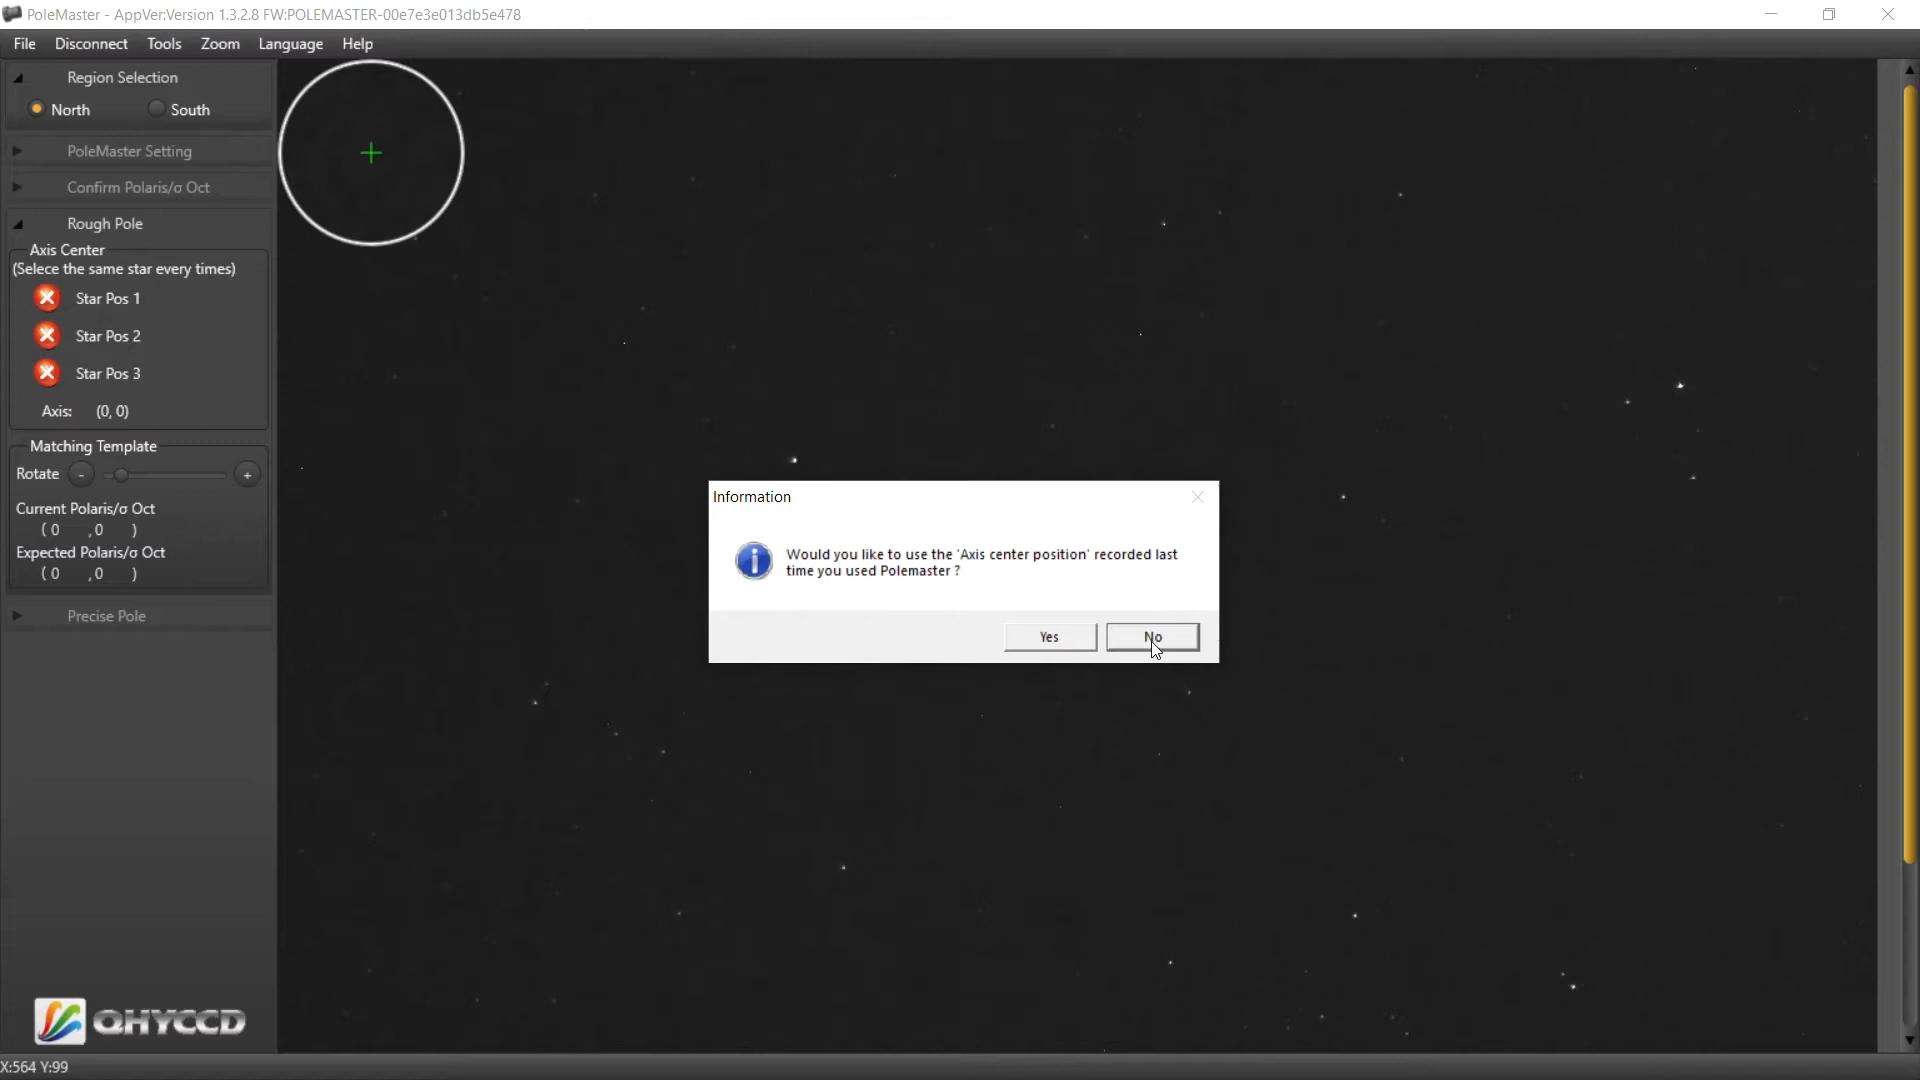 PoleMaster - AppVer:Version 1.3.2.8 FW:POLEMASTER-00e7e3e013db5e478
File Disconnect Tools Zoom Language Help
Region Selection
North South
PoleMaster Setting
Confirm Polaris/σ Oct
Rough Pole
Axis Center
(Selece the same star every times)
Star Pos 1
Star Pos 2
Star Pos 3
Axis: (0, 0)
Matching Template
Rotate - +
Current Polaris/σ Oct
( 0 ,0 )
Expected Polaris/σ Oct
( 0 ,0 )
Precise Pole
Information
Would you like to use the 'Axis center position' recorded last
time you used Polemaster ?
Yes No
QHYCCD
X:564 Y:99